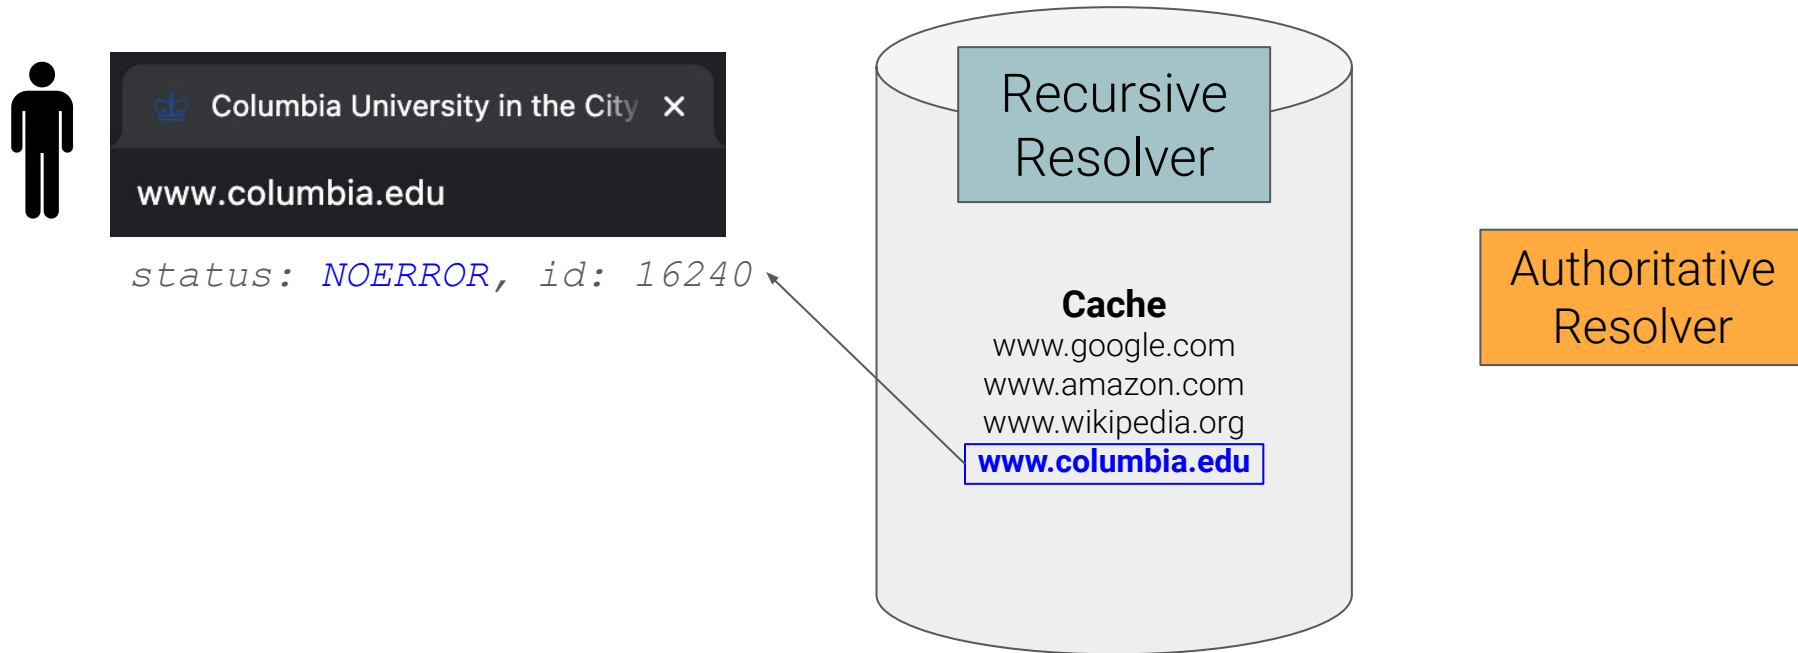 Columbia University in the City
www.columbia.edu
status: NOERROR, id: 16240
Recursive
Resolver
Cache
www.google.com
www.amazon.com
www.wikipedia.org
www.columbia.edu
Authoritative
Resolver